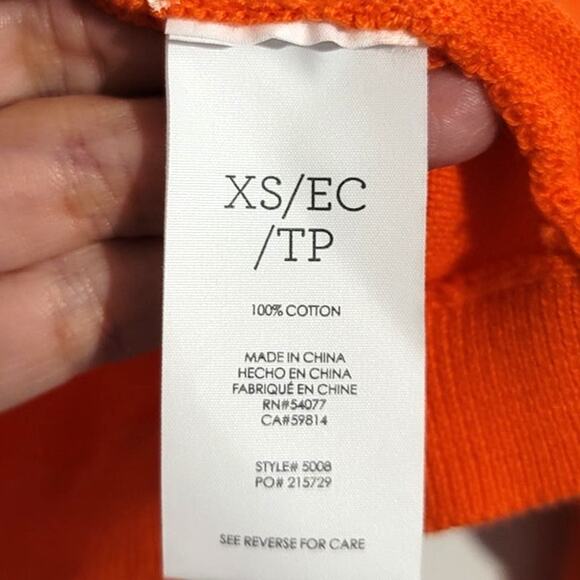 XS/EC
/TP
100% COTTON
MADE IN CHINA
HECHO EN CHINA
FABRIQUÉ EN CHINE
RN#54077
CA#59814
STYLE# 5008
PO# 215729
SEE REVERSE FOR CARE